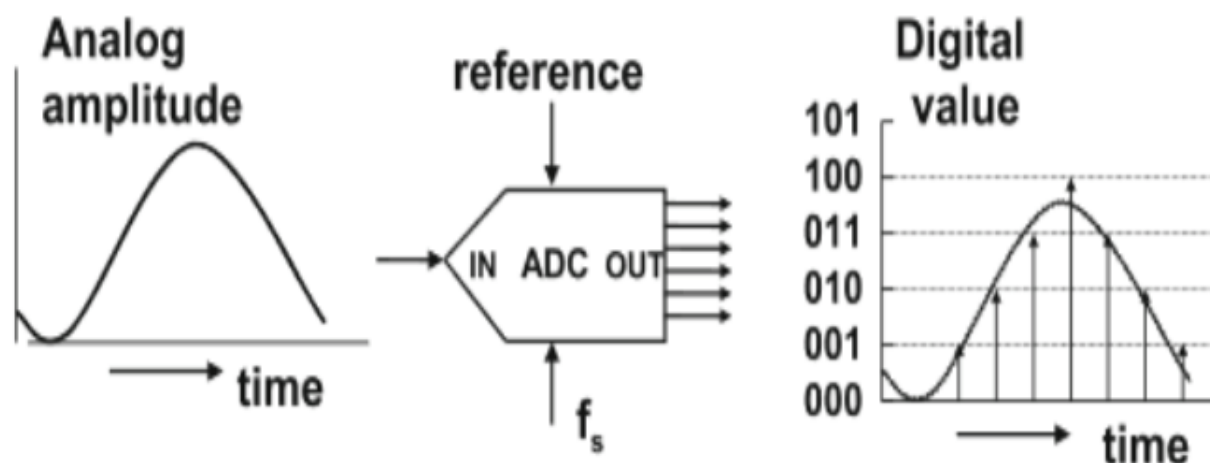 Analog
amplitude
time
reference
IN ADC OUT
fs
Digital
value
101
100
011
010
001
000
time